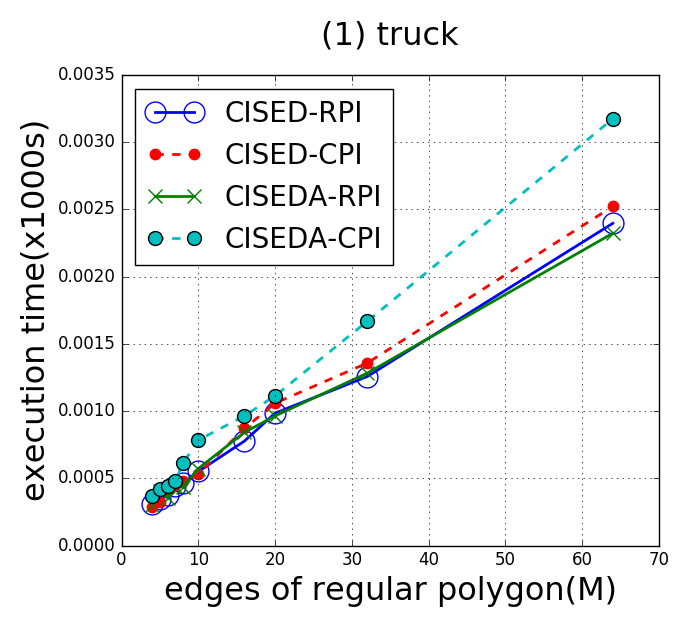 (1) truck
0.0035
0.0030
0.0025
0.0020
0.0015
0.0010
0.0005
0.0000
execution time(x1000s)
CISED-RPI
CISED-CPI
CISEDA-RPI
CISEDA-CPI
0 10 20 30 40 50 60 70
edges of regular polygon(M)